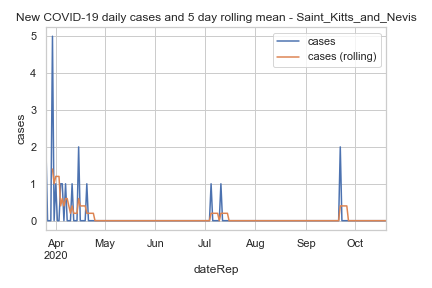 New COVID-19 daily cases and 5 day rolling mean - Saint_Kitts_and_Nevis
cases
cases (rolling)
cases
5
4
3
2
1
0
Apr May Jun Jul Aug Sep Oct
2020
dateRep